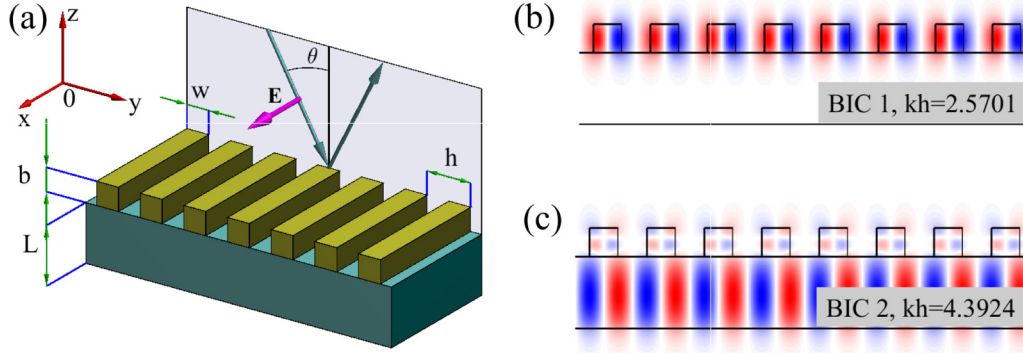 (a)
z
0
y
x
w
E
θ
h
b
L
(b)
BIC 1, kh=2.5701
(c)
BIC 2, kh=4.3924